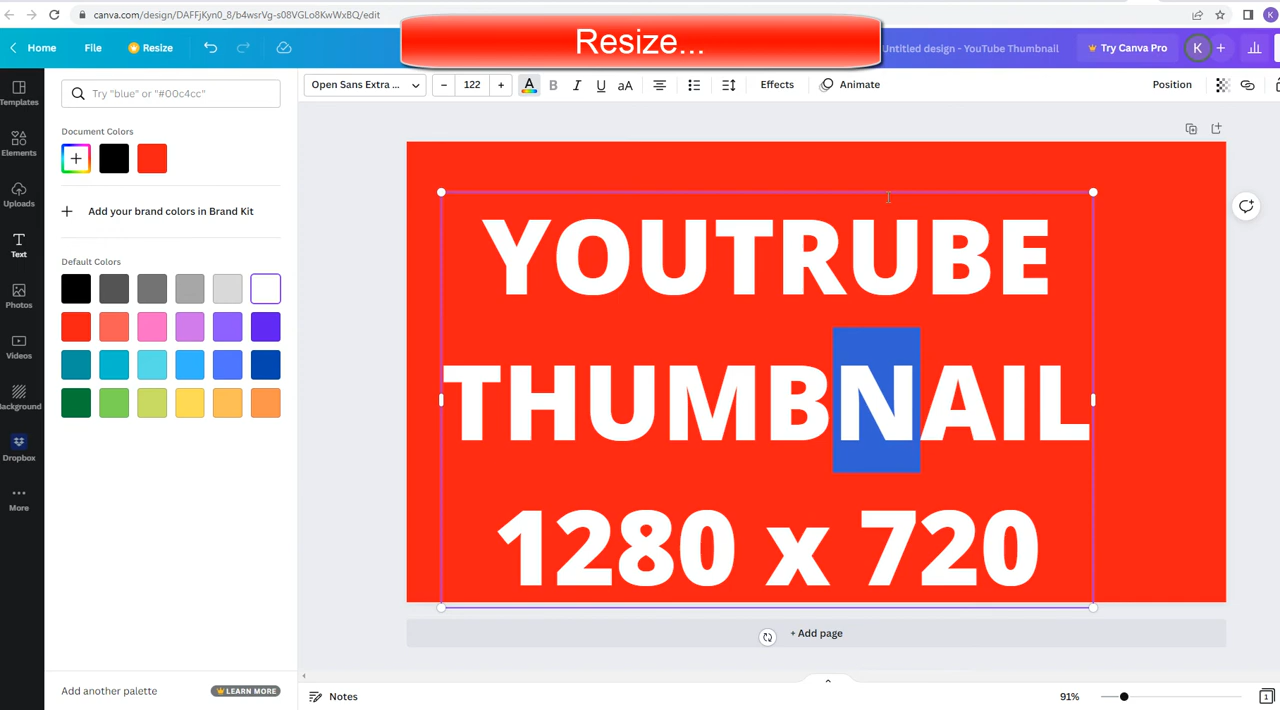 canva.com/design/DAFFjKyn0_8/b4wsrVg-s08VGLo8KwWxBQ/edit
Resize...
K
Home
File
Resize
Untitled design - YouTube Thumbnail
Try Canva Pro
K
Templates
Elements
Uploads
Text
Photos
Videos
Background
Dropbox
More
Try "blue" or "#00c4cc"
Document Colors
Add your brand colors in Brand Kit
Default Colors
Add another palette
LEARN MORE
Open Sans Extra ...
122
A
B
I
U
aA
Effects
Animate
Position
YOUTRUBE
THUMBNAIL
1280 x 720
+ Add page
Notes
91%
1